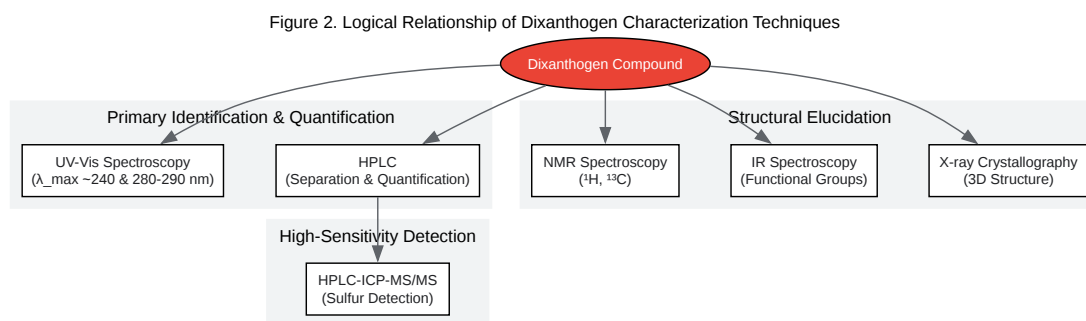 Figure 2. Logical Relationship of Dixanthogen Characterization Techniques
Dixanthogen Compound
Primary Identification & Quantification
Structural Elucidation
UV-Vis Spectroscopy
(λ_max ~240 & 280-290 nm)
HPLC
(Separation & Quantification)
NMR Spectroscopy
(¹H, ¹³C)
IR Spectroscopy
(Functional Groups)
X-ray Crystallography
(3D Structure)
High-Sensitivity Detection
HPLC-ICP-MS/MS
(Sulfur Detection)